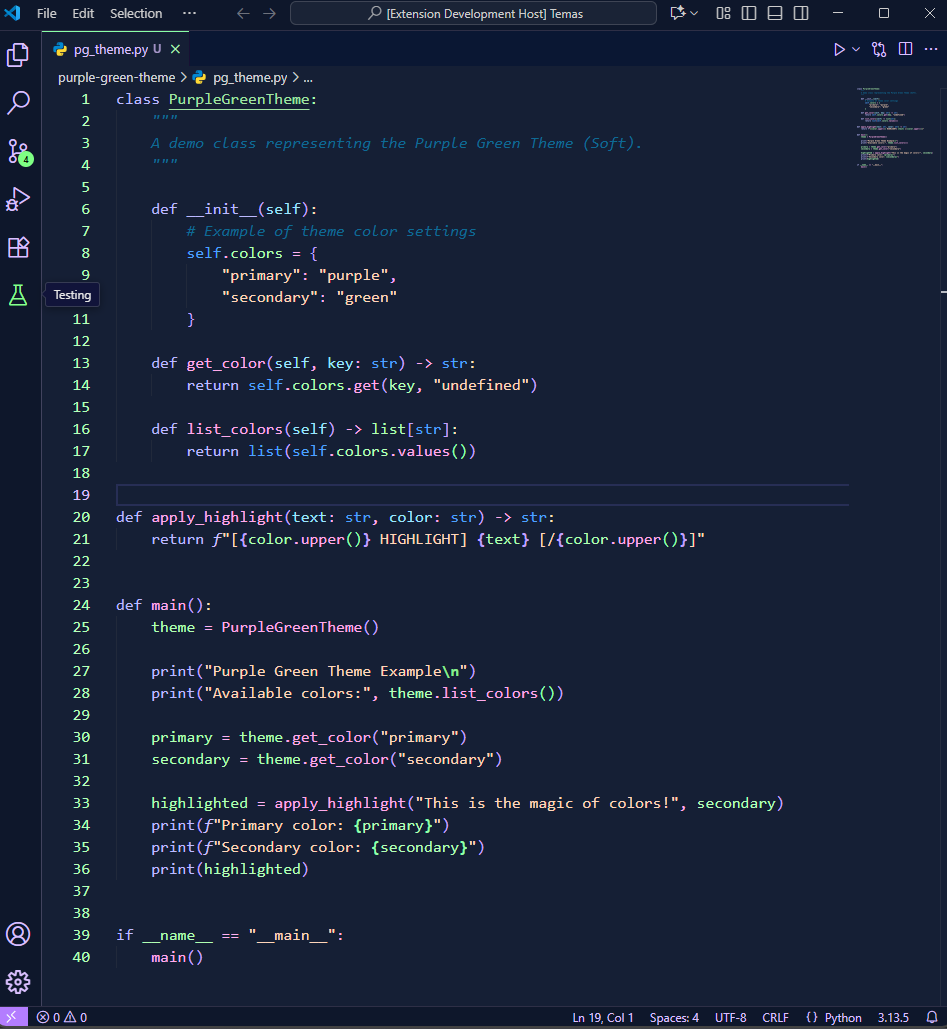 File Edit Selection ··· [Extension Development Host] Temas
pg_theme.py U
purple-green-theme > pg_theme.py > ...
1 class PurpleGreenTheme:
2     """
3     A demo class representing the Purple Green Theme (Soft).
4     """
5
6     def __init__(self):
7         # Example of theme color settings
8         self.colors = {
9             "primary": "purple",
Testing             "secondary": "green"
11         }
12
13     def get_color(self, key: str) -> str:
14         return self.colors.get(key, "undefined")
15
16     def list_colors(self) -> list[str]:
17         return list(self.colors.values())
18
19
20 def apply_highlight(text: str, color: str) -> str:
21     return f"[{color.upper()} HIGHLIGHT] {text} [/{color.upper()}]"
22
23
24 def main():
25     theme = PurpleGreenTheme()
26
27     print("Purple Green Theme Example\n")
28     print("Available colors:", theme.list_colors())
29
30     primary = theme.get_color("primary")
31     secondary = theme.get_color("secondary")
32
33     highlighted = apply_highlight("This is the magic of colors!", secondary)
34     print(f"Primary color: {primary}")
35     print(f"Secondary color: {secondary}")
36     print(highlighted)
37
38
39 if __name__ == "__main__":
40     main()
4
0 0 Ln 19, Col 1 Spaces: 4 UTF-8 CRLF {} Python 3.13.5